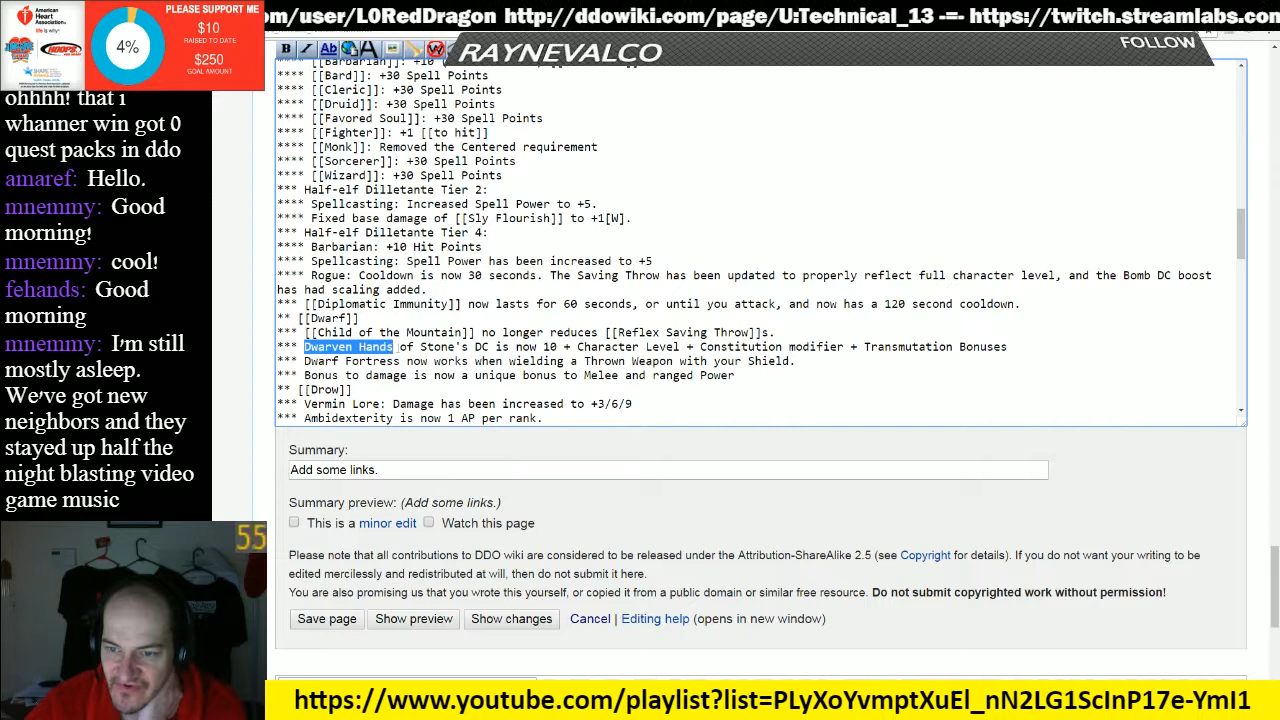 American
Heart
Association
life is why
HOOPS
SHARE
PLEASE SUPPORT ME
4%
$10
RAISED TO DATE
$250
GOAL AMOUNT
om/user/L0RedDragon http://ddowiki.com/page/U:Technical_13 -=- https://twitch.streamlabs.con
RAYNEVALCO
FOLLOW
ohhhh! that i
whanner win got 0
quest packs in ddo
amaref: Hello.
mnemmy: Good
morning!
mnemmy: cool!
fehands: Good
morning
mnemmy: I'm still
mostly asleep.
We've got new
neighbors and they
stayed up half the
night blasting video
game music
55
**** [[Barbarian]]: +10
**** [[Bard]]: +30 Spell Points
**** [[Cleric]]: +30 Spell Points
**** [[Druid]]: +30 Spell Points
**** [[Favored Soul]]: +30 Spell Points
**** [[Fighter]]: +1 [[to hit]]
**** [[Monk]]: Removed the Centered requirement
**** [[Sorcerer]]: +30 Spell Points
**** [[Wizard]]: +30 Spell Points
*** Half-elf Dilletante Tier 2:
**** Spellcasting: Increased Spell Power to +5.
**** Fixed base damage of [[Sly Flourish]] to +1[W].
*** Half-elf Dilletante Tier 4:
**** Barbarian: +10 Hit Points
**** Spellcasting: Spell Power has been increased to +5
**** Rogue: Cooldown is now 30 seconds. The Saving Throw has been updated to properly reflect full character level, and the Bomb DC boost
has had scaling added.
*** [[Diplomatic Immunity]] now lasts for 60 seconds, or until you attack, and now has a 120 second cooldown.
** [[Dwarf]]
*** [[Child of the Mountain]] no longer reduces [[Reflex Saving Throw]]s.
*** Dwarven Hands of Stone's DC is now 10 + Character Level + Constitution modifier + Transmutation Bonuses
*** Dwarf Fortress now works when wielding a Thrown Weapon with your Shield.
*** Bonus to damage is now a unique bonus to Melee and ranged Power
** [[Drow]]
*** Vermin Lore: Damage has been increased to +3/6/9
*** Ambidexterity is now 1 AP per rank.
Summary:
Add some links.
Summary preview: (Add some links.)
This is a minor edit Watch this page
Please note that all contributions to DDO wiki are considered to be released under the Attribution-ShareAlike 2.5 (see Copyright for details). If you do not want your writing to be
edited mercilessly and redistributed at will, then do not submit it here.
You are also promising us that you wrote this yourself, or copied it from a public domain or similar free resource. Do not submit copyrighted work without permission!
Save page Show preview Show changes Cancel | Editing help (opens in new window)
https://www.youtube.com/playlist?list=PLyXoYvmptXuEl_nN2LG1ScInP17e-YmI1